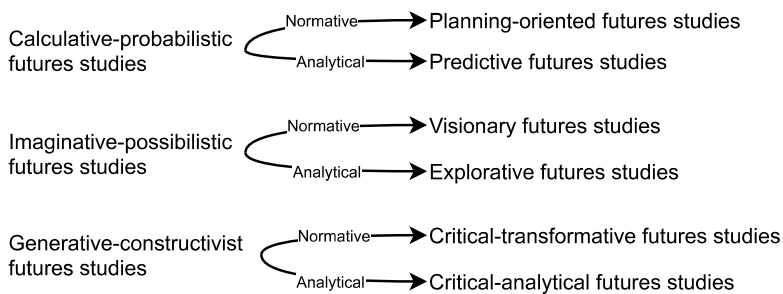 Normative Planning-oriented futures studies
Calculative-probabilistic
futures studies
Analytical Predictive futures studies
Normative Visionary futures studies
Imaginative-possibilistic
futures studies
Analytical Explorative futures studies
Normative Critical-transformative futures studies
Generative-constructivist
futures studies
Analytical Critical-analytical futures studies